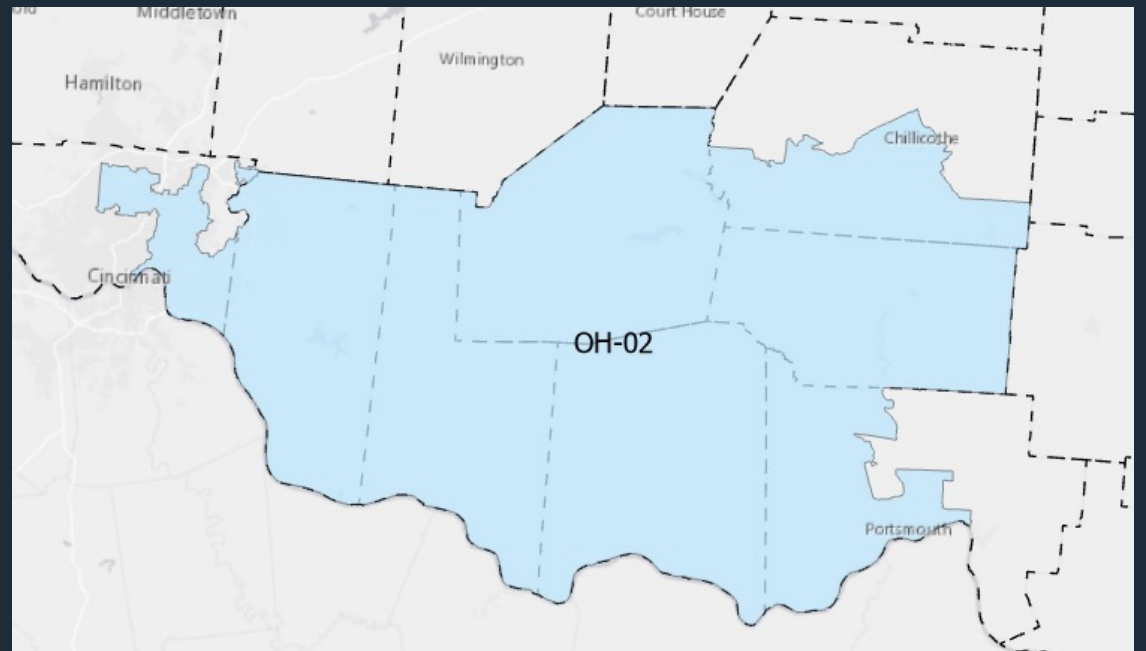 Middletown
Court House
Wilmington
Hamilton
Chillicothe
Cincinnati
OH-02
Portsmouth